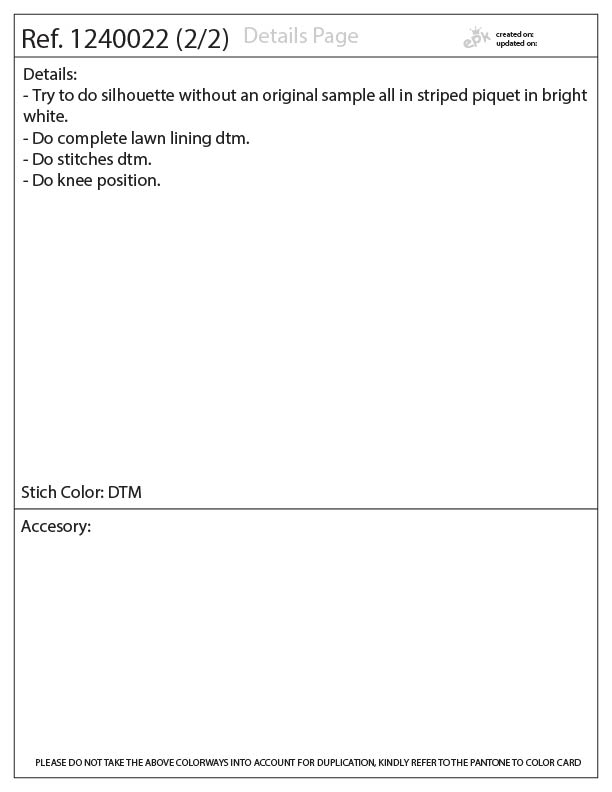 Ref. 1240022 (2/2) Details Page
epk
created on:
updated on:
Details:
- Try to do silhouette without an original sample all in striped piquet in bright
white.
- Do complete lawn lining dtm.
- Do stitches dtm.
- Do knee position.
Stich Color: DTM
Accesory:
PLEASE DO NOT TAKE THE ABOVE COLORWAYS INTO ACCOUNT FOR DUPLICATION, KINDLY REFER TO THE PANTONE TO COLOR CARD